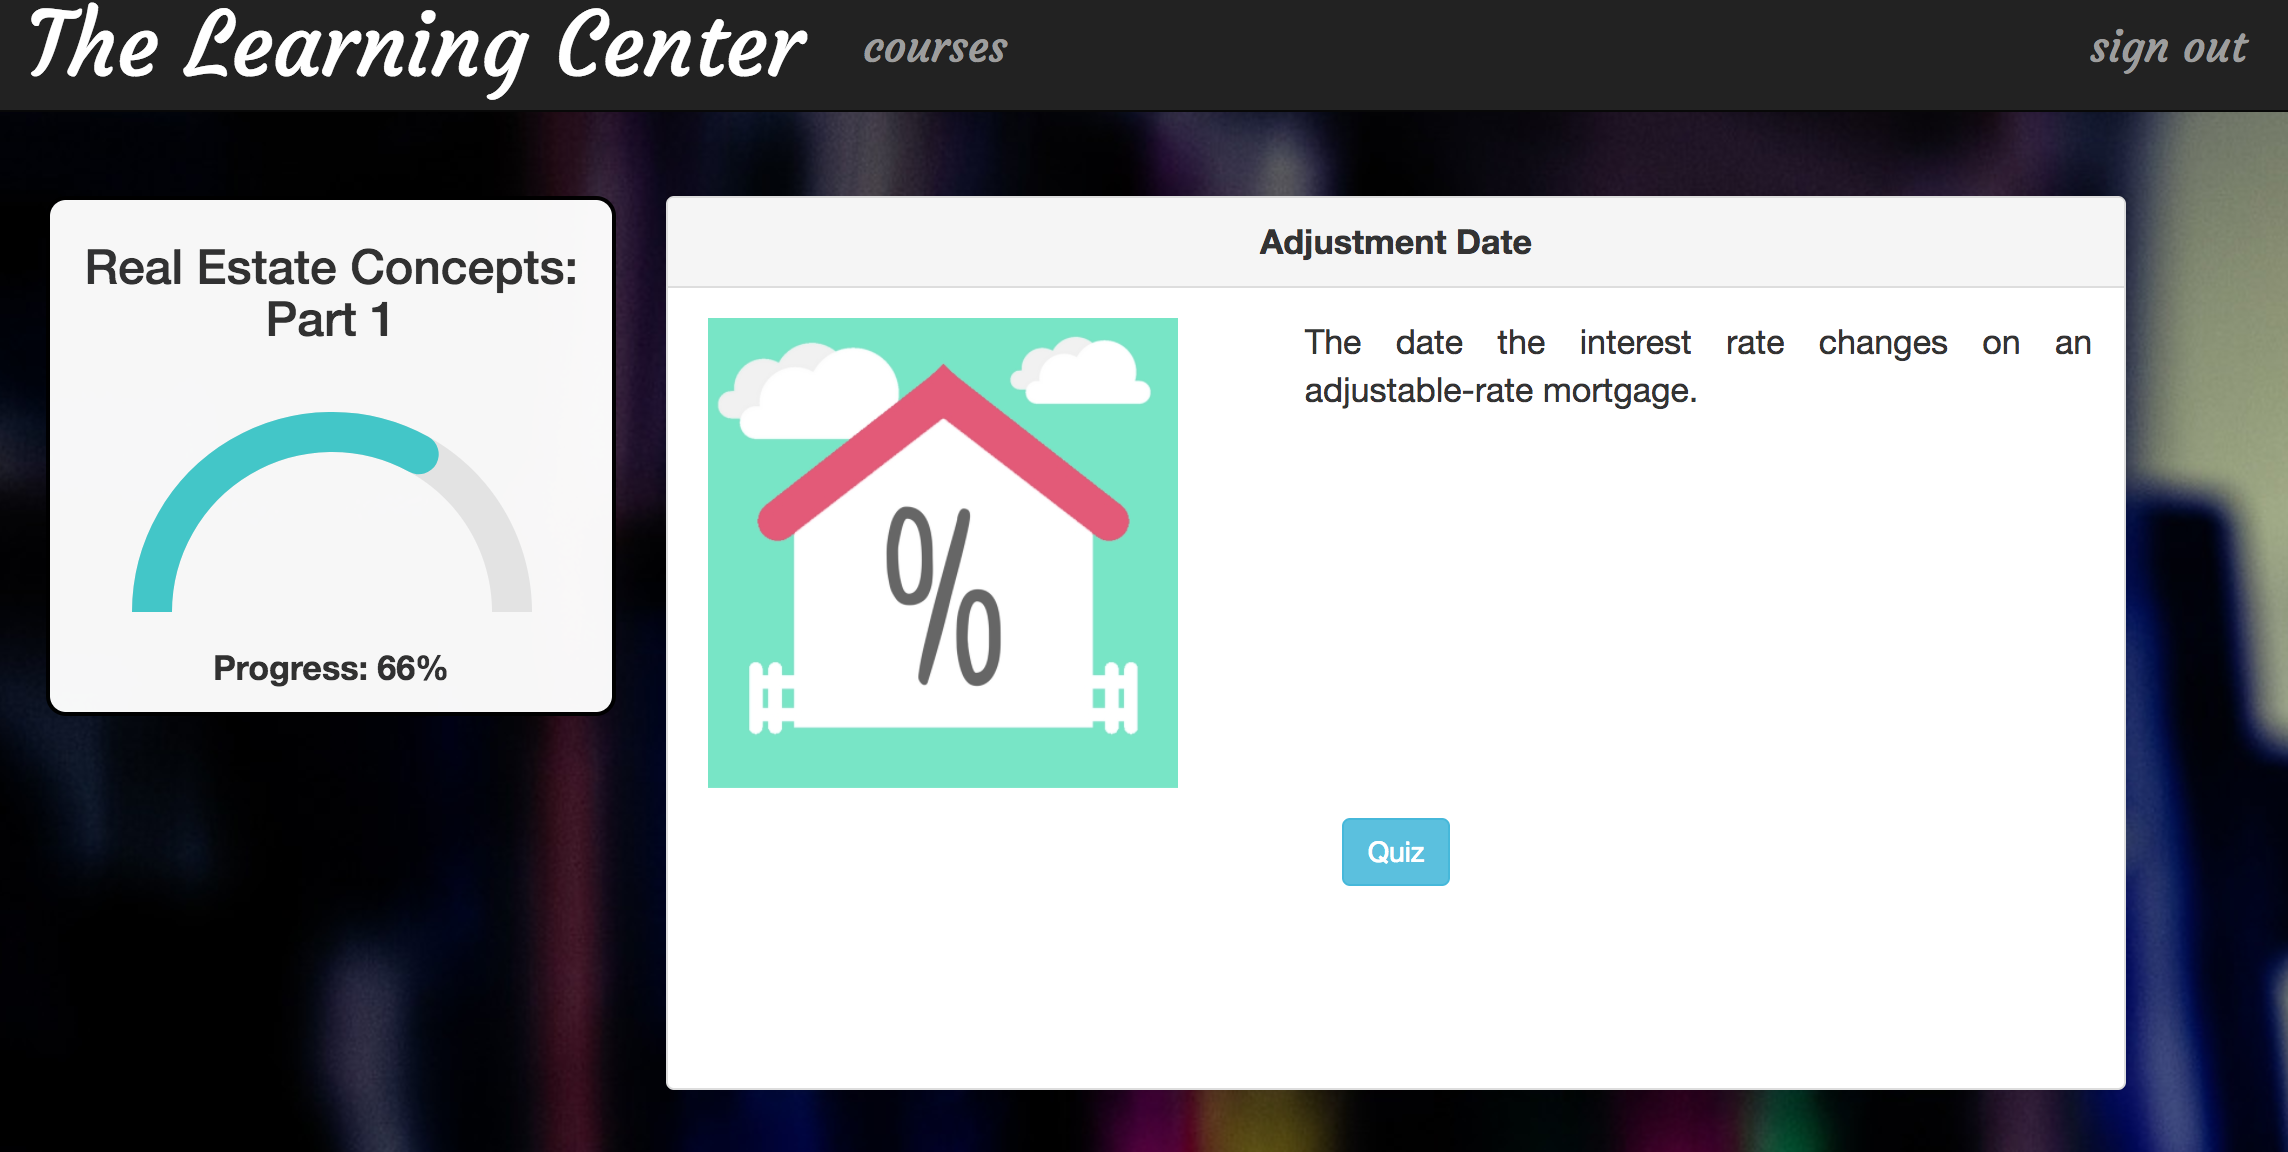 The Learning Center courses sign out
Real Estate Concepts:
Part 1
Progress: 66%
Adjustment Date
%
The date the interest rate changes on an
adjustable-rate mortgage.
Quiz